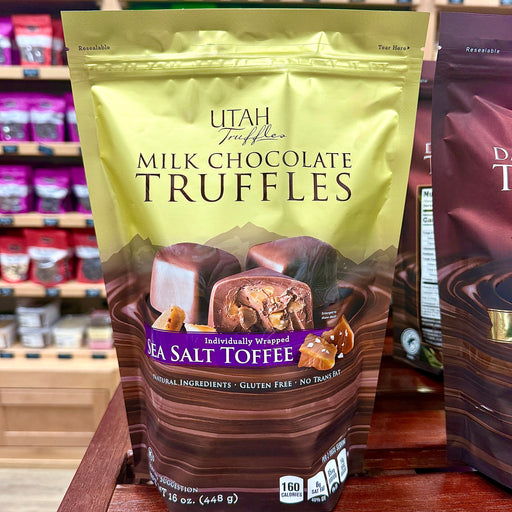 Resealable
Tear Here
UTAH
Truffles
MILK CHOCOLATE
TRUFFLES
Individually Wrapped
SEA SALT TOFFEE
NATURAL INGREDIENTS · GLUTEN FREE · NO TRANS FAT
SUGGESTION
16 oz. (448 g)
160
CALORIES
Resealable